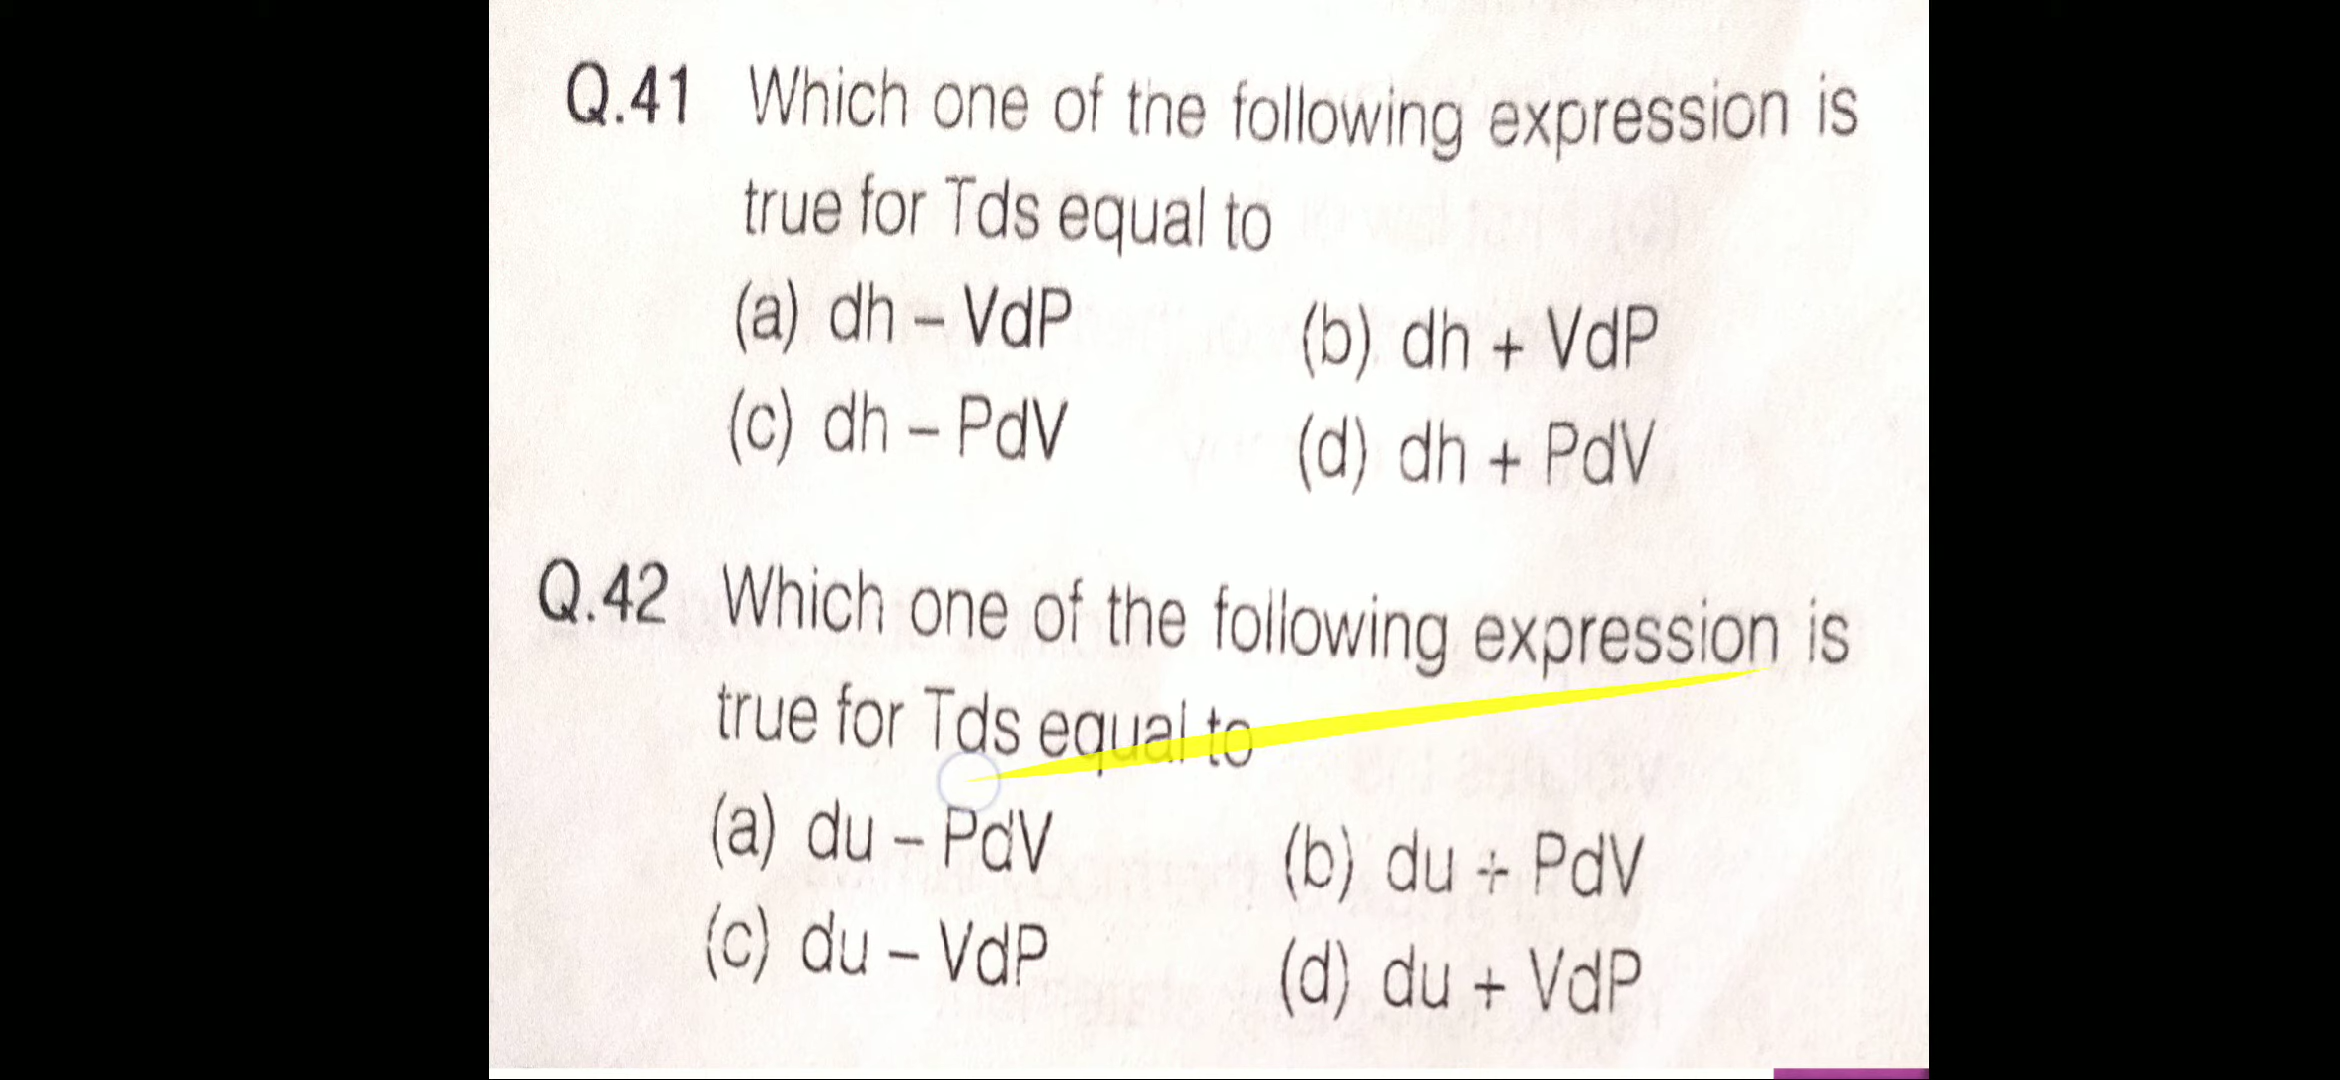 Q.41 Which one of the following expression is
true for Tds equal to
(a) dh – VdP (b) dh + VdP
(c) dh – PdV (d) dh + PdV
Q.42 Which one of the following expression is
true for Tds equal to
(a) du – PdV (b) du + PdV
(c) du – VdP (d) du + VdP